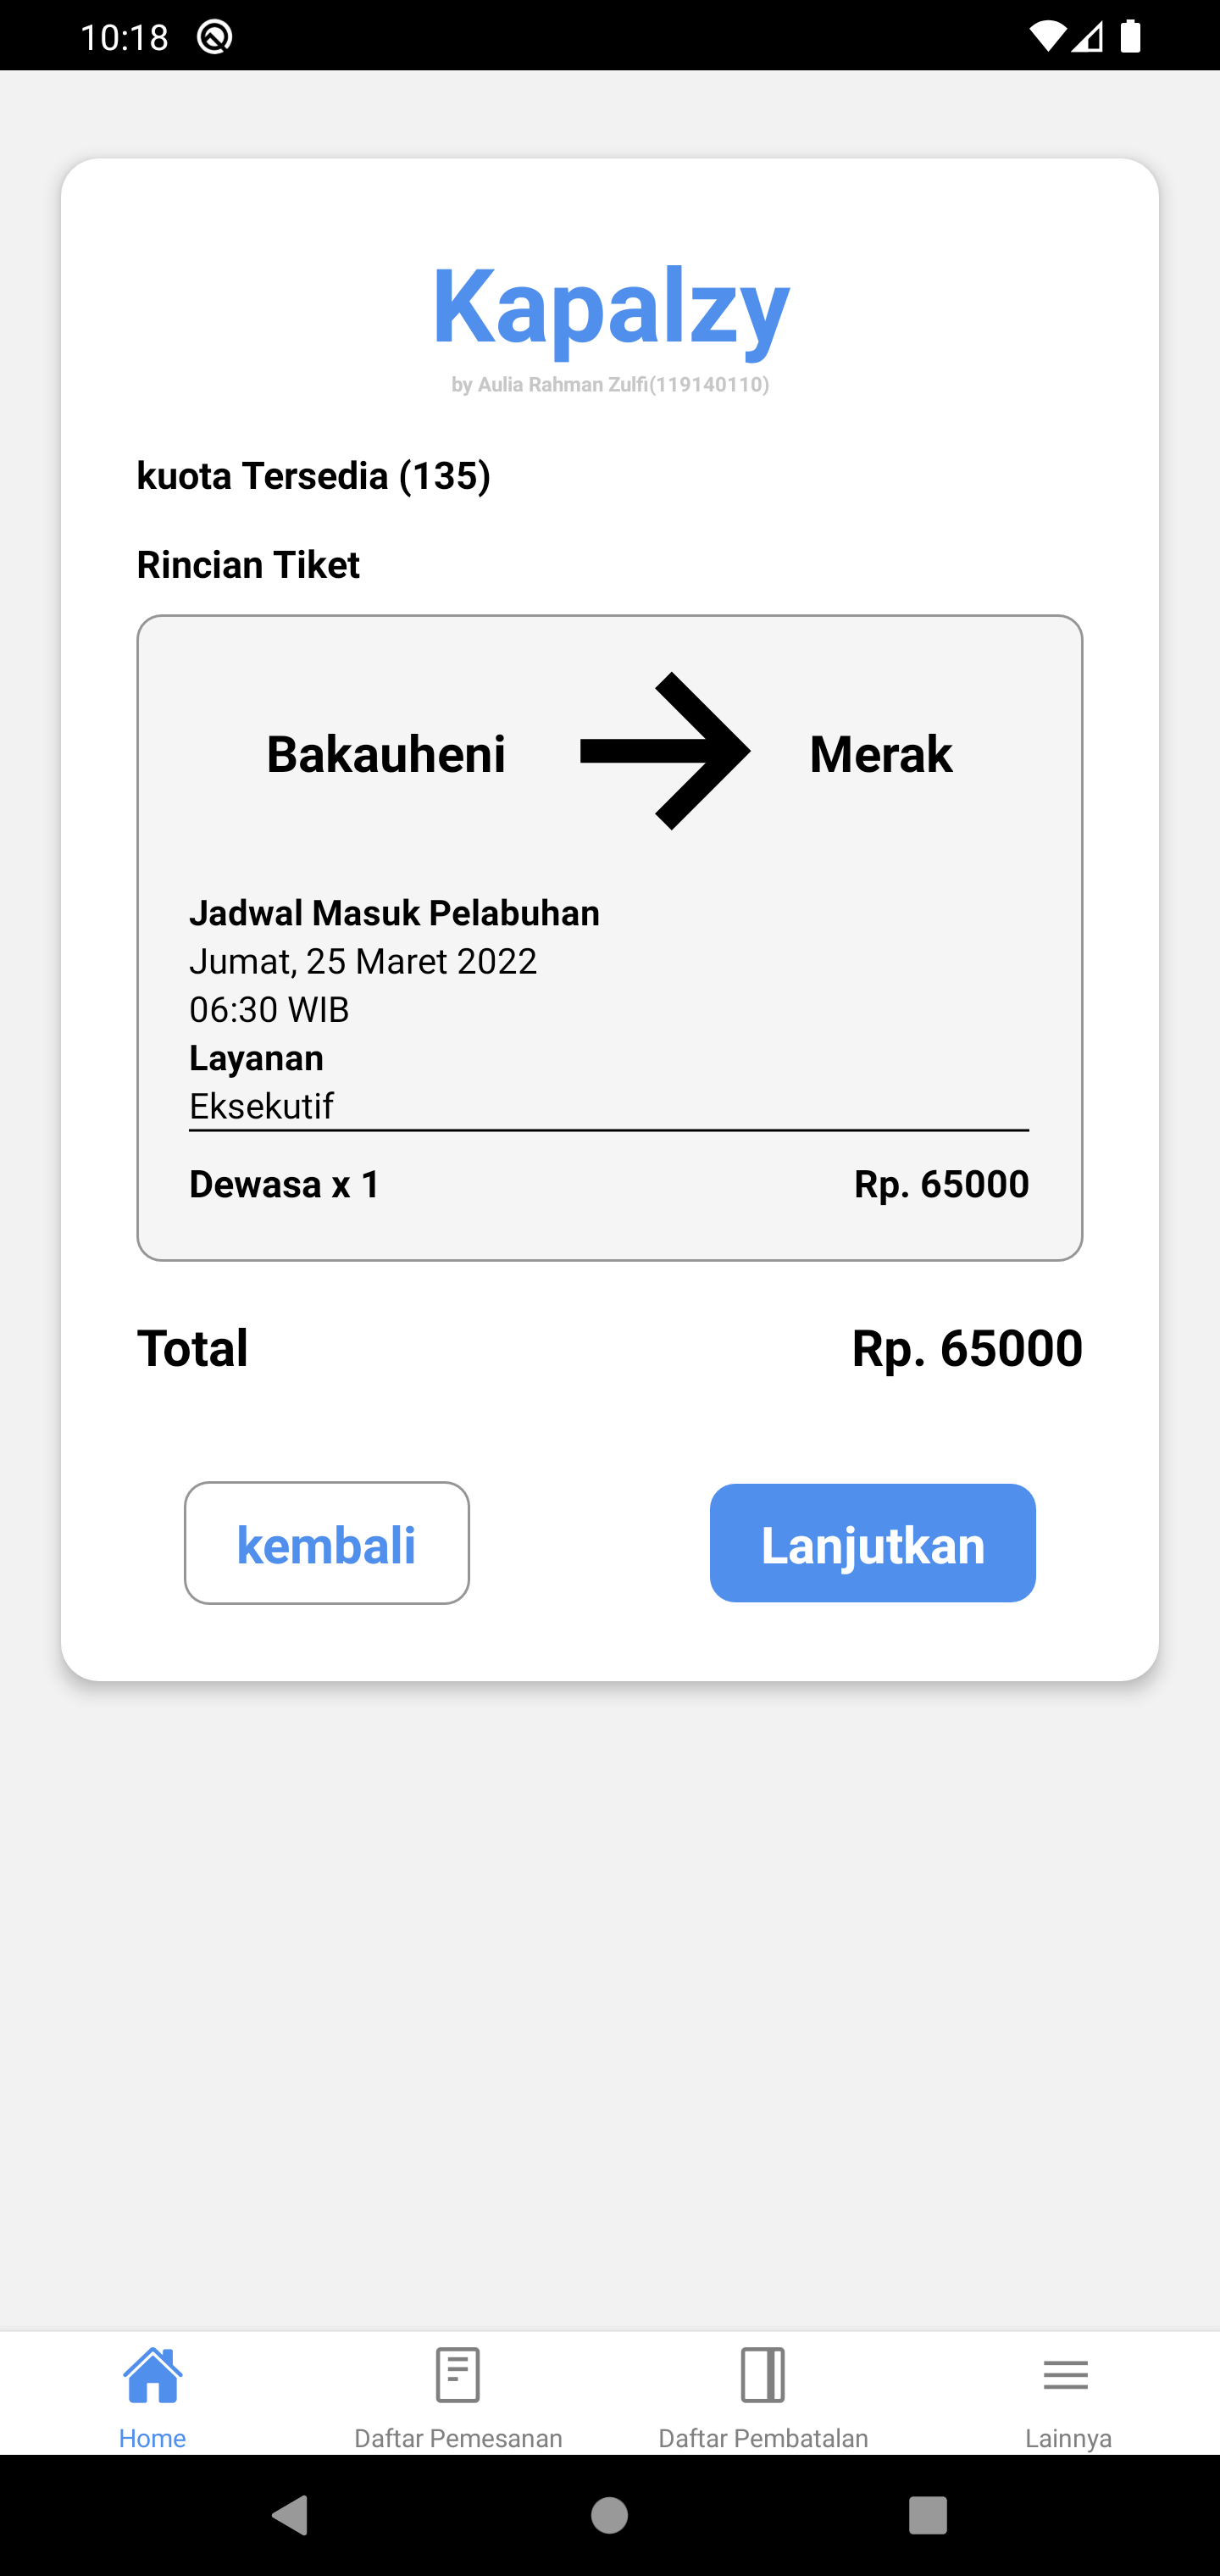 10:18
Kapalzy
by Aulia Rahman Zulfi(119140110)
kuota Tersedia (135)
Rincian Tiket
Bakauheni Merak
Jadwal Masuk Pelabuhan
Jumat, 25 Maret 2022
06:30 WIB
Layanan
Eksekutif
Dewasa x 1 Rp. 65000
Total Rp. 65000
kembali Lanjutkan
Home Daftar Pemesanan Daftar Pembatalan Lainnya